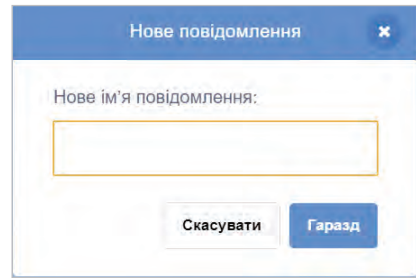 Нове повідомлення
Нове ім'я повідомлення:
Скасувати Гаразд